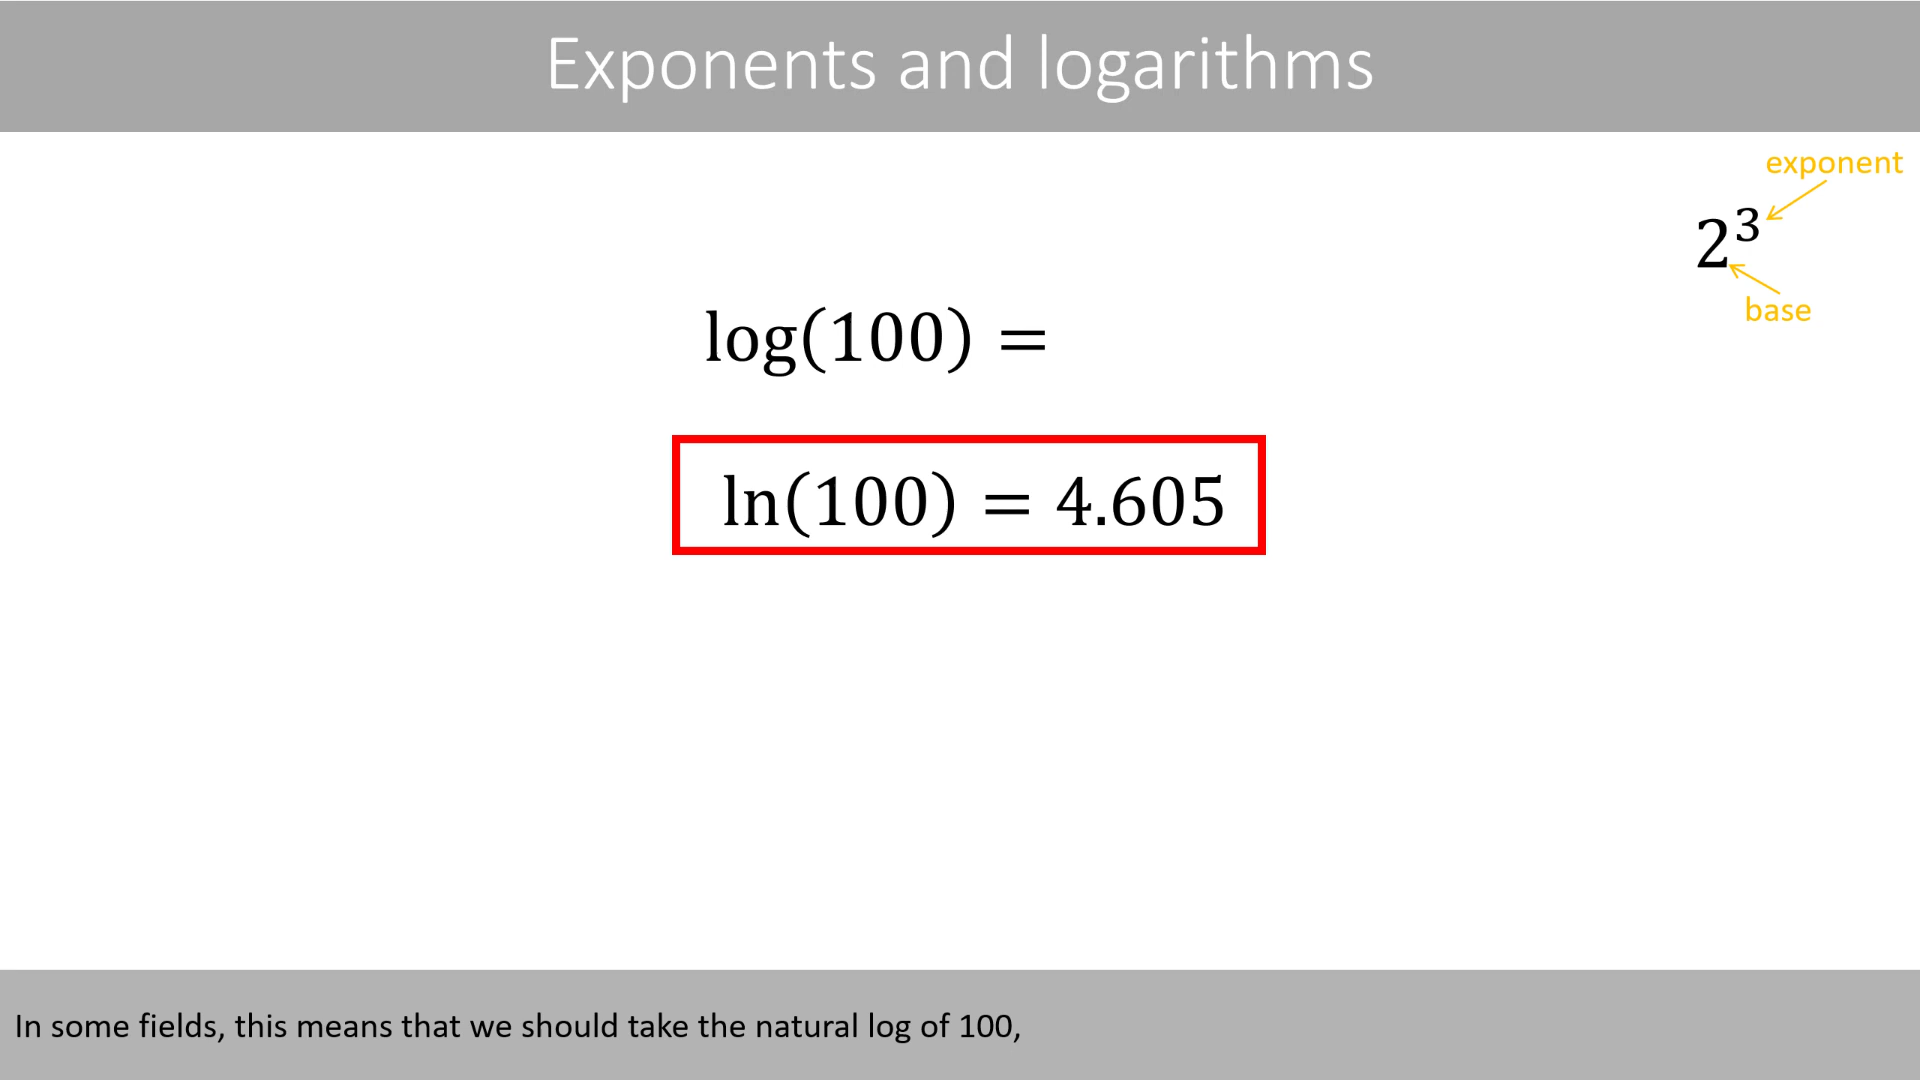 Exponents and logarithms
exponent
2³
base
log(100) =
ln(100) = 4.605
In some fields, this means that we should take the natural log of 100,